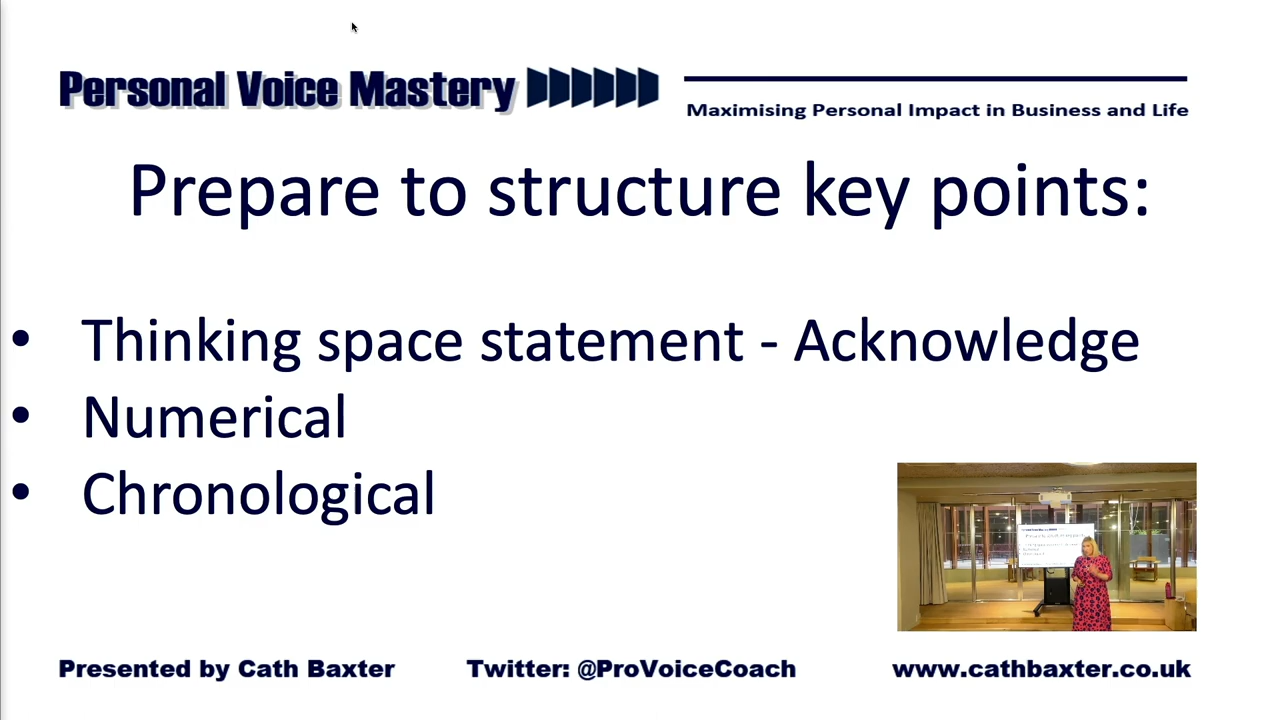 Personal Voice Mastery
Maximising Personal Impact in Business and Life
Prepare to structure key points:
• Thinking space statement - Acknowledge
• Numerical
• Chronological
Presented by Cath Baxter
Twitter: @ProVoiceCoach
www.cathbaxter.co.uk